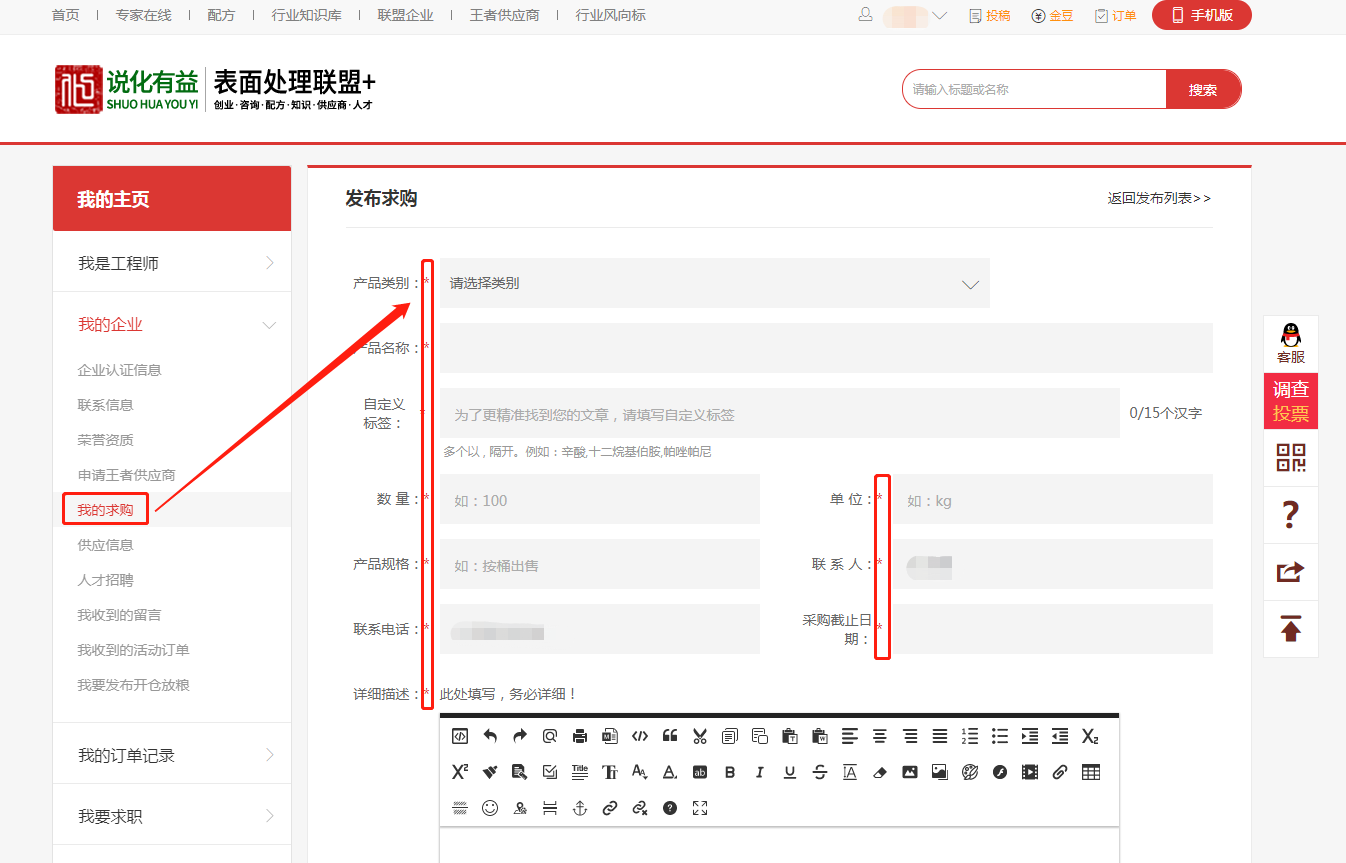 首页 | 专家在线 | 配方 | 行业知识库 | 联盟企业 | 王者供应商 | 行业风向标
投稿 金豆 订单 手机版
说化有益
SHUO HUA YOU YI
表面处理联盟+
创业·咨询·配方·知识·供应商·人才
请输入标题或名称 搜索
我的主页
我是工程师
我的企业
企业认证信息
联系信息
荣誉资质
申请王者供应商
我的求购
供应信息
人才招聘
我收到的留言
我收到的活动订单
我要发布开仓放粮
我的订单记录
我要求职
发布求购 返回发布列表>>
产品类别：* 请选择类别
产品名称：*
自定义
标签：
* 为了更精准找到您的文章，请填写自定义标签 0/15个汉字
多个以 , 隔开。例如：辛酸,十二烷基伯胺,帕唑帕尼
数 量：* 如：100 单 位：* 如：kg
产品规格：* 如：按桶出售 联 系 人：*
联系电话：* 采购截止日
期：*
详细描述：* 此处填写，务必详细！
客服
调查
投票
?